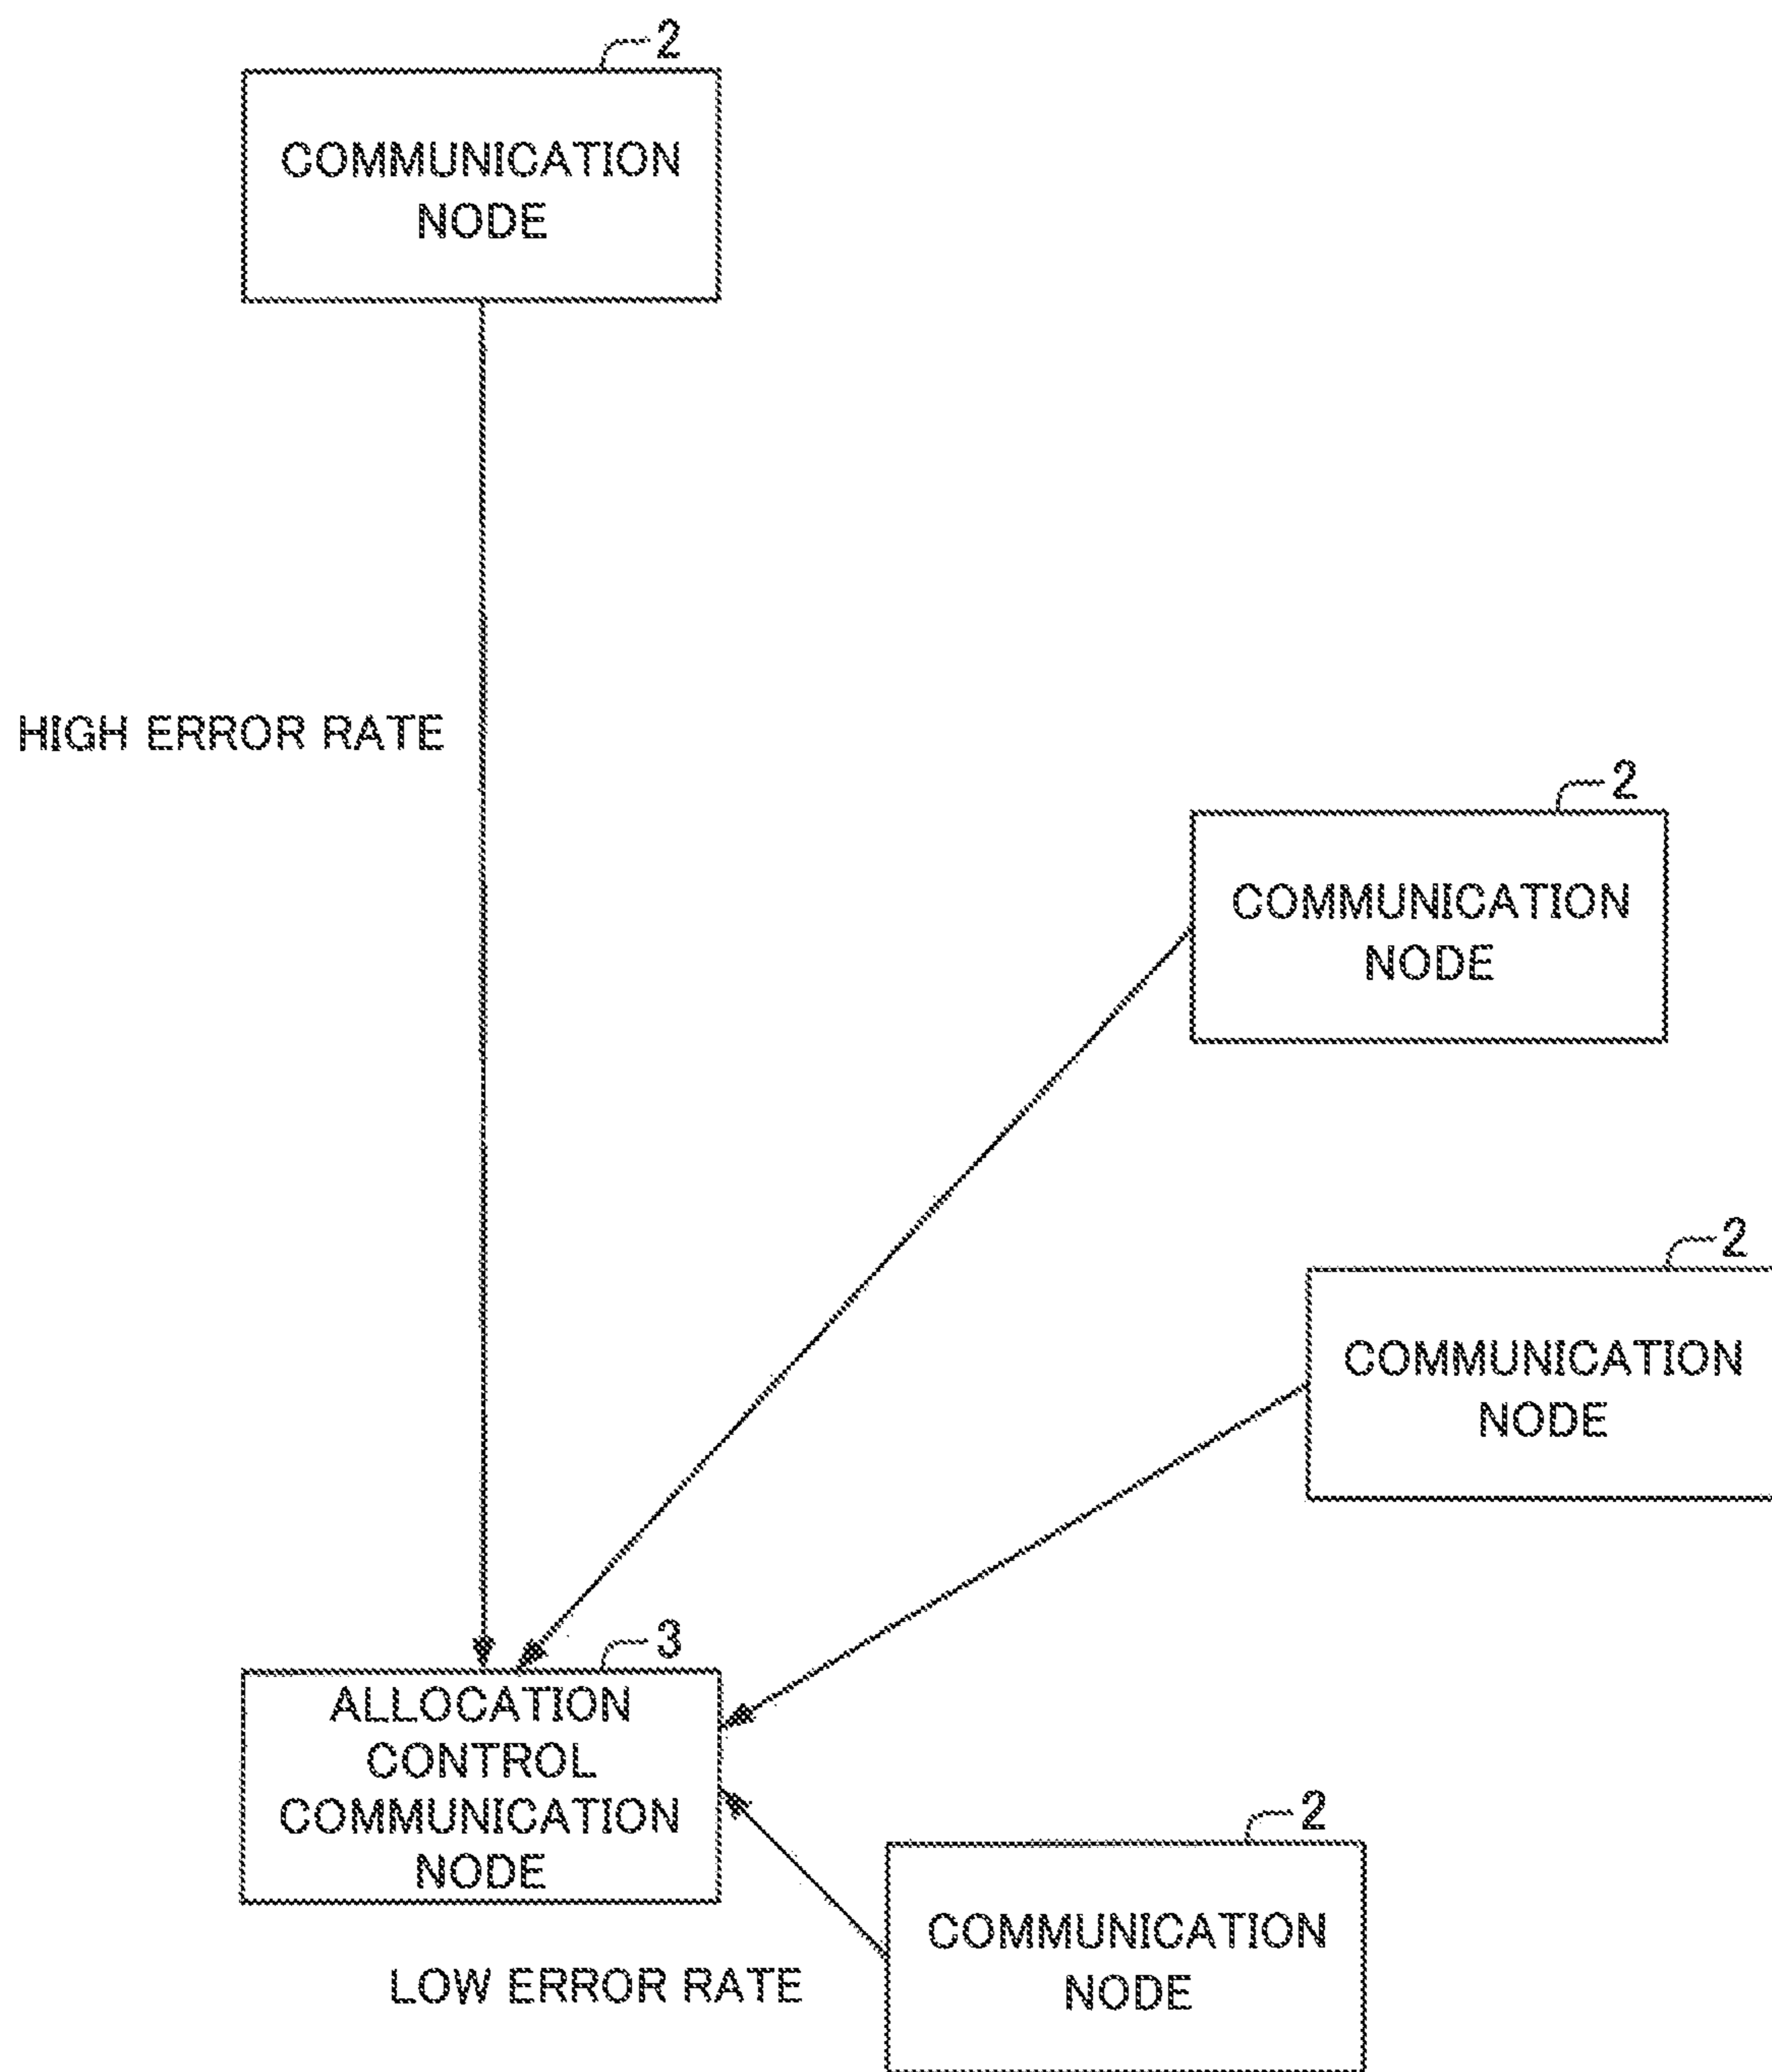 2
COMMUNICATION
NODE
HIGH ERROR RATE
2
COMMUNICATION
NODE
2
COMMUNICATION
NODE
3
ALLOCATION
CONTROL
COMMUNICATION
NODE
2
COMMUNICATION
NODE
LOW ERROR RATE